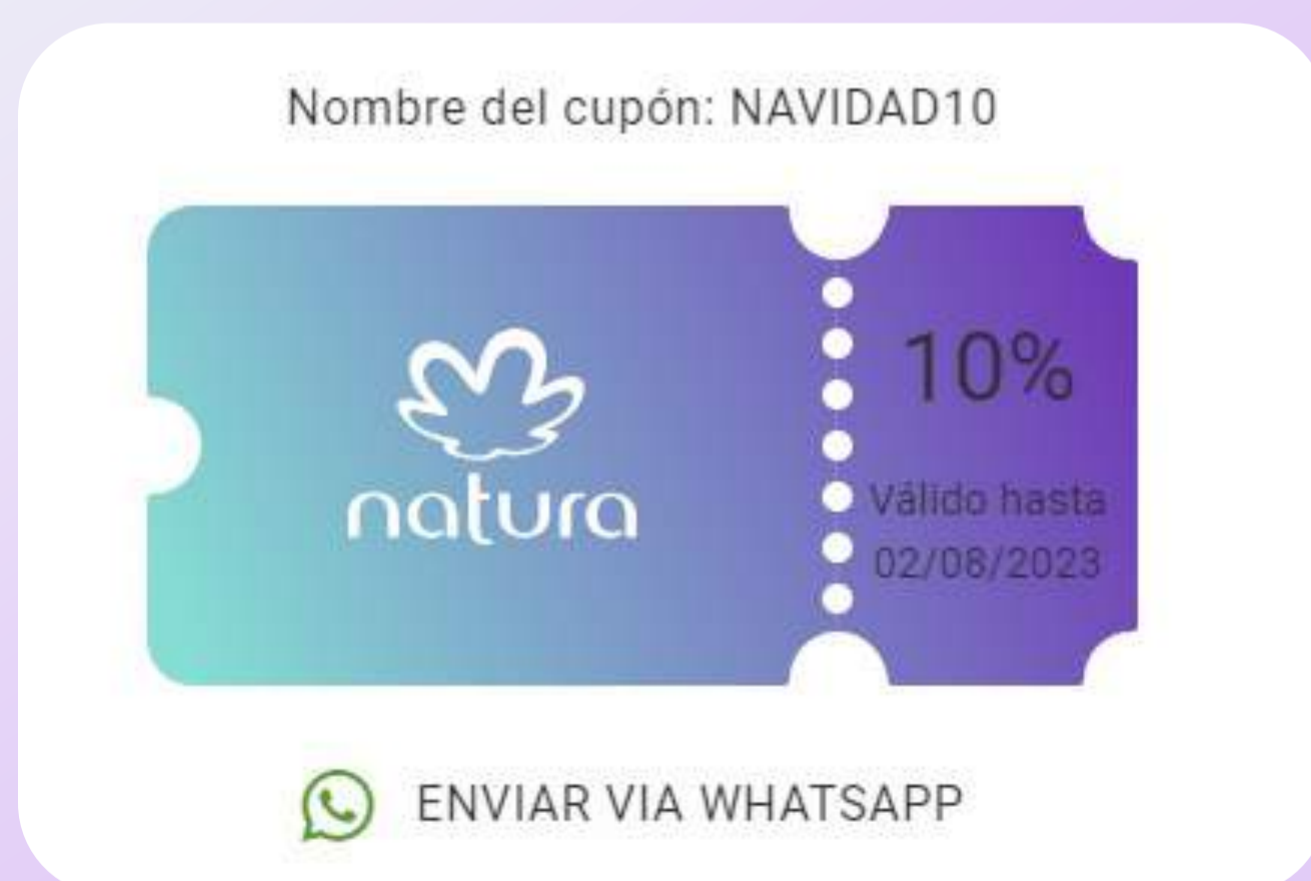 Nombre del cupón: NAVIDAD10
natura
10%
Válido hasta
02/08/2023
ENVIAR VIA WHATSAPP